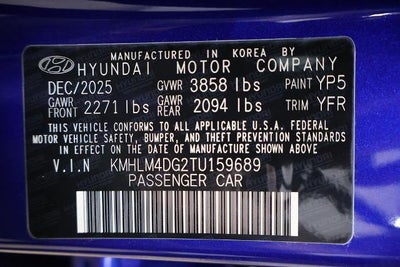 MANUFACTURED IN KOREA BY
HYUNDAI MOTOR COMPANY
DEC/2025 GVWR 3858 lbs PAINT YP5
GAWR FRONT 2271 lbs GAWR REAR 2094 lbs TRIM YFR
THIS VEHICLE CONFORMS TO ALL APPLICABLE U.S.A. FEDERAL
MOTOR VEHICLE SAFETY, BUMPER, AND THEFT PREVENTION STANDARDS
IN EFFECT ON THE DATE OF MANUFACTURE SHOWN ABOVE
V.I.N KMHLM4DG2TU159689
PASSENGER CAR